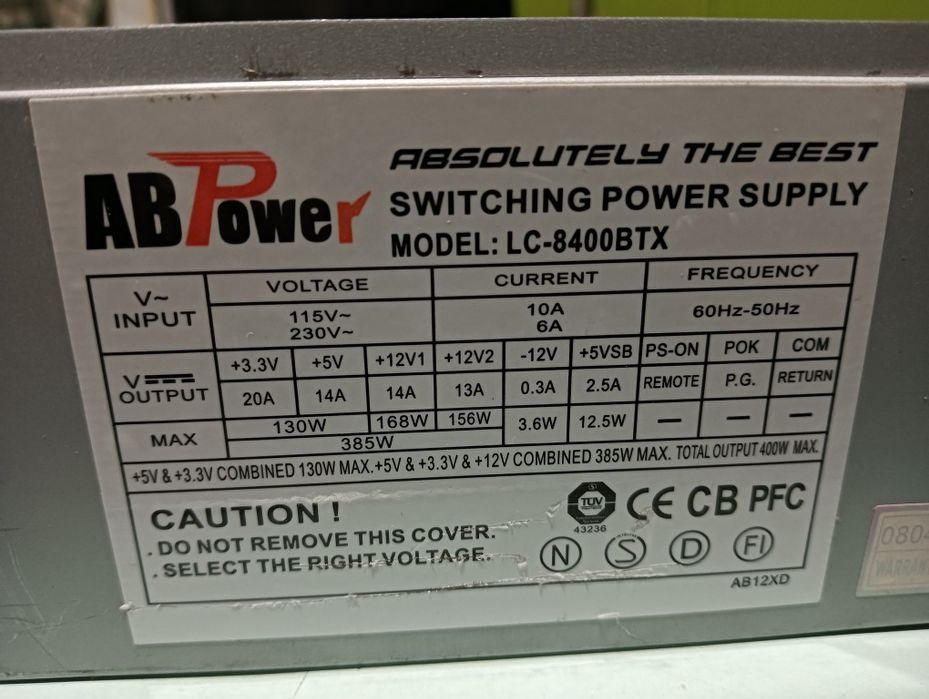 ABPower
ABSOLUTELY THE BEST
SWITCHING POWER SUPPLY
MODEL: LC-8400BTX
V~ INPUT VOLTAGE CURRENT FREQUENCY
115V~ 10A 60Hz-50Hz
230V~ 6A
V OUTPUT +3.3V +5V +12V1 +12V2 -12V +5VSB PS-ON POK COM
20A 14A 14A 13A 0.3A 2.5A REMOTE P.G. RETURN
MAX 130W 168W 156W 3.6W 12.5W — — —
385W
+5V & +3.3V COMBINED 130W MAX.+5V & +3.3V & +12V COMBINED 385W MAX. TOTAL OUTPUT 400W MAX.
CAUTION !
. DO NOT REMOVE THIS COVER.
. SELECT THE RIGHT VOLTAGE.
TÜV CE CB PFC
43236
N S D FI
AB12XD
0804